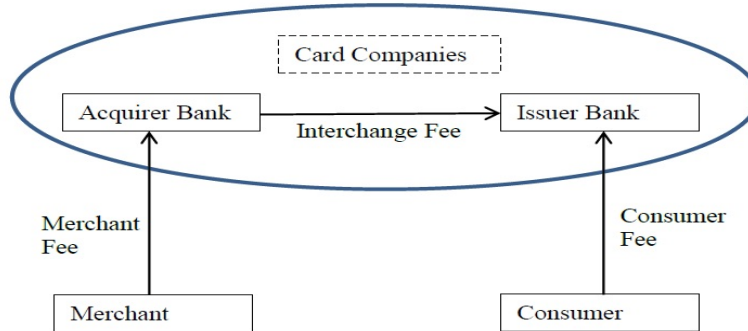 Card Companies
Acquirer Bank
Issuer Bank
Interchange Fee
Merchant
Fee
Consumer
Fee
Merchant
Consumer